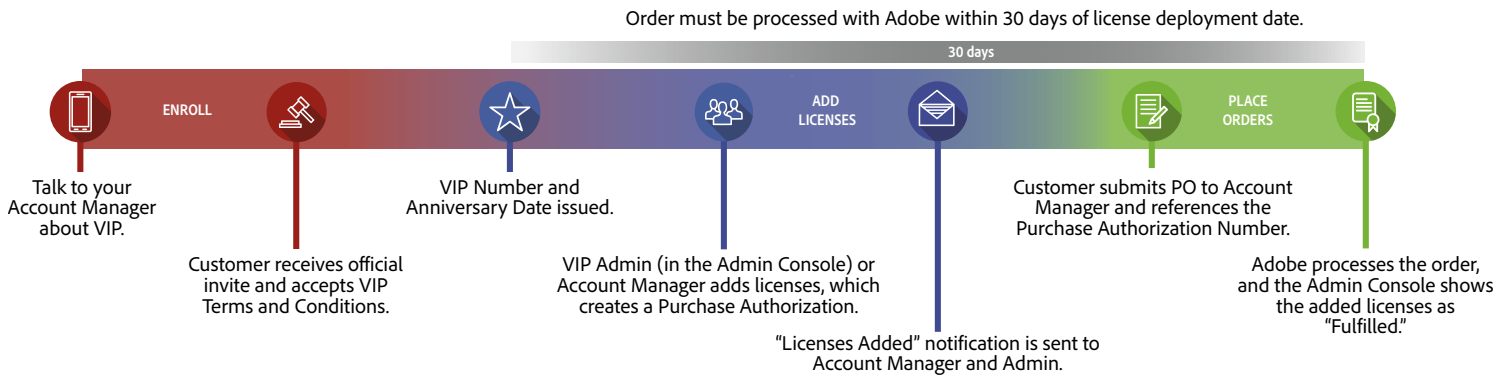 Order must be processed with Adobe within 30 days of license deployment date.
30 days
ENROLL
ADD
LICENSES
PLACE
ORDERS
Talk to your
Account Manager
about VIP.
Customer receives official
invite and accepts VIP
Terms and Conditions.
VIP Number and
Anniversary Date issued.
VIP Admin (in the Admin Console) or
Account Manager adds licenses, which
creates a Purchase Authorization.
“Licenses Added” notification is sent to
Account Manager and Admin.
Customer submits PO to Account
Manager and references the
Purchase Authorization Number.
Adobe processes the order,
and the Admin Console shows
the added licenses as
“Fulfilled.”